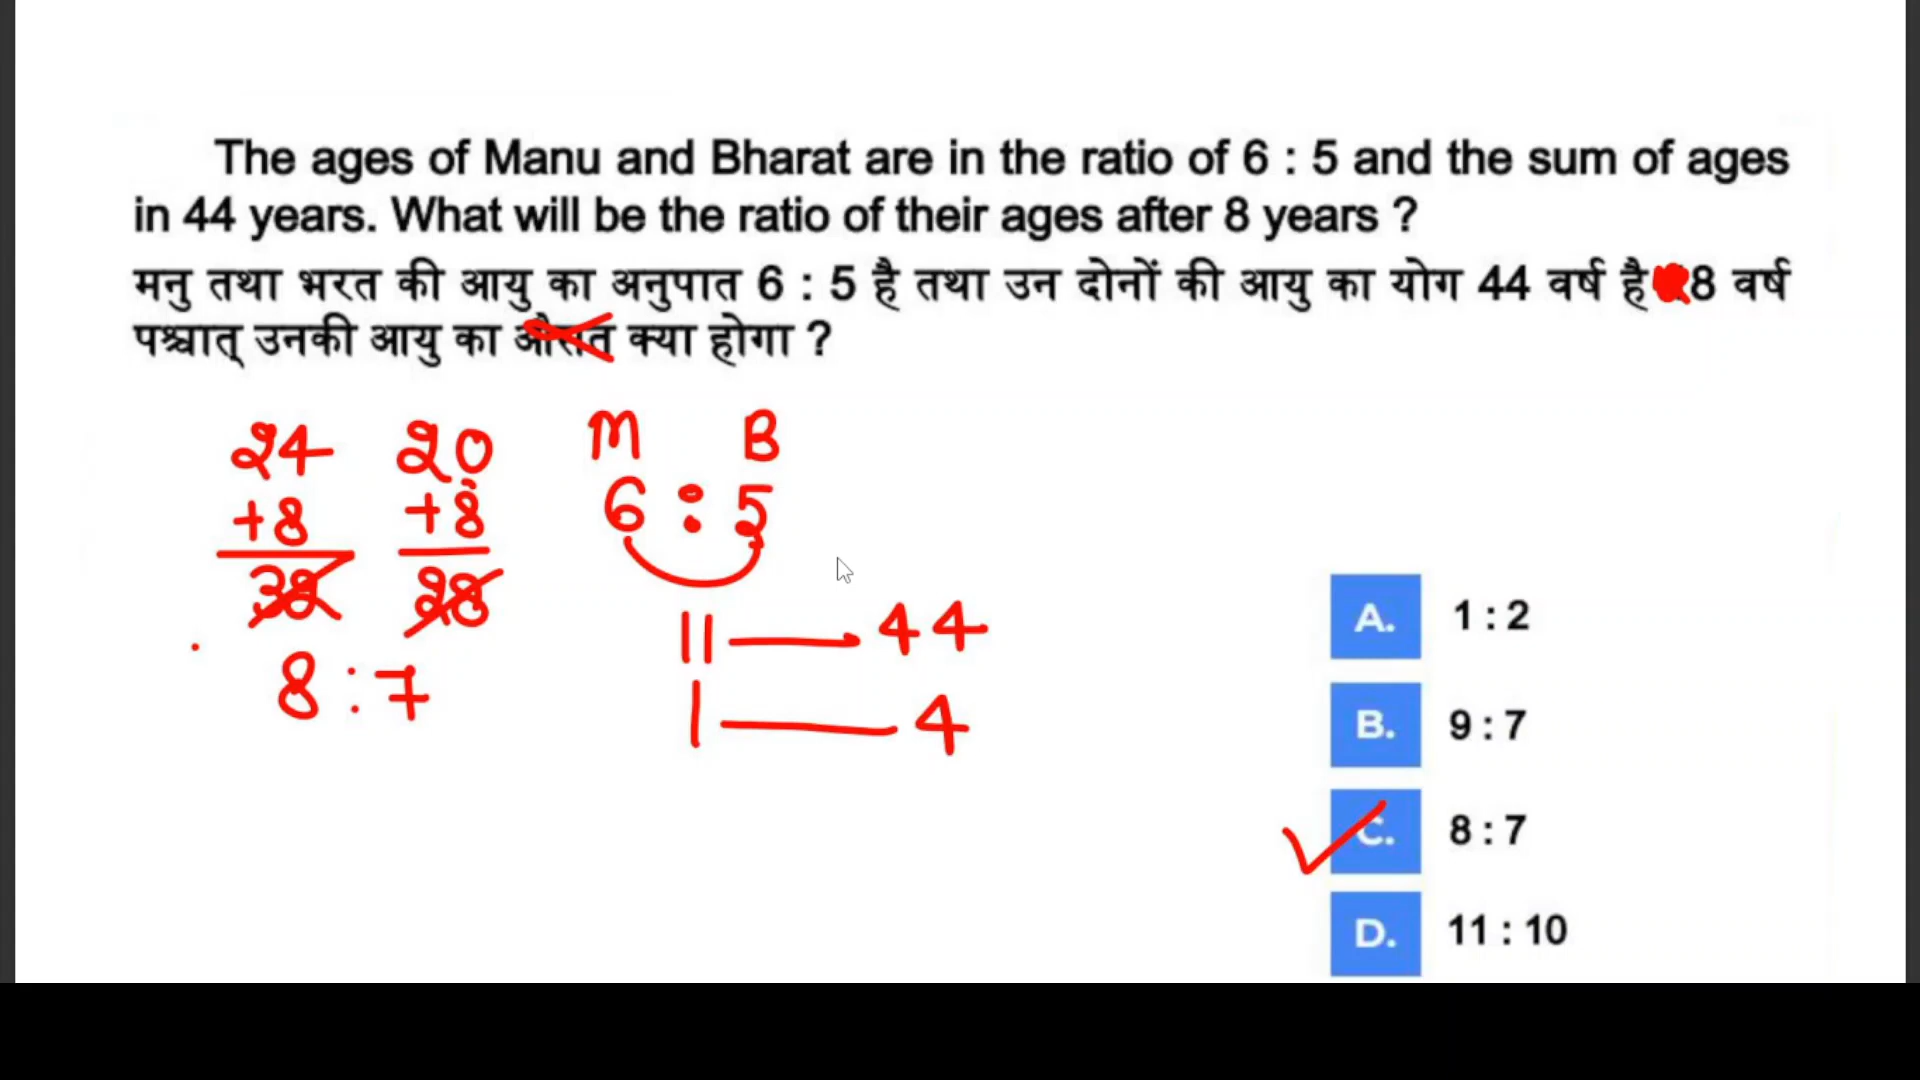 The ages of Manu and Bharat are in the ratio of 6 : 5 and the sum of ages
in 44 years. What will be the ratio of their ages after 8 years ?
मनु तथा भरत की आयु का अनुपात 6 : 5 है तथा उन दोनों की आयु का योग 44 वर्ष है 8 वर्ष
पश्चात् उनकी आयु का औसत क्या होगा ?
24 20 M B
+8 +8 6 : 5
32 28
11 — 44
8 : 7 1 — 4
A. 1 : 2
B. 9 : 7
C. 8 : 7
D. 11 : 10